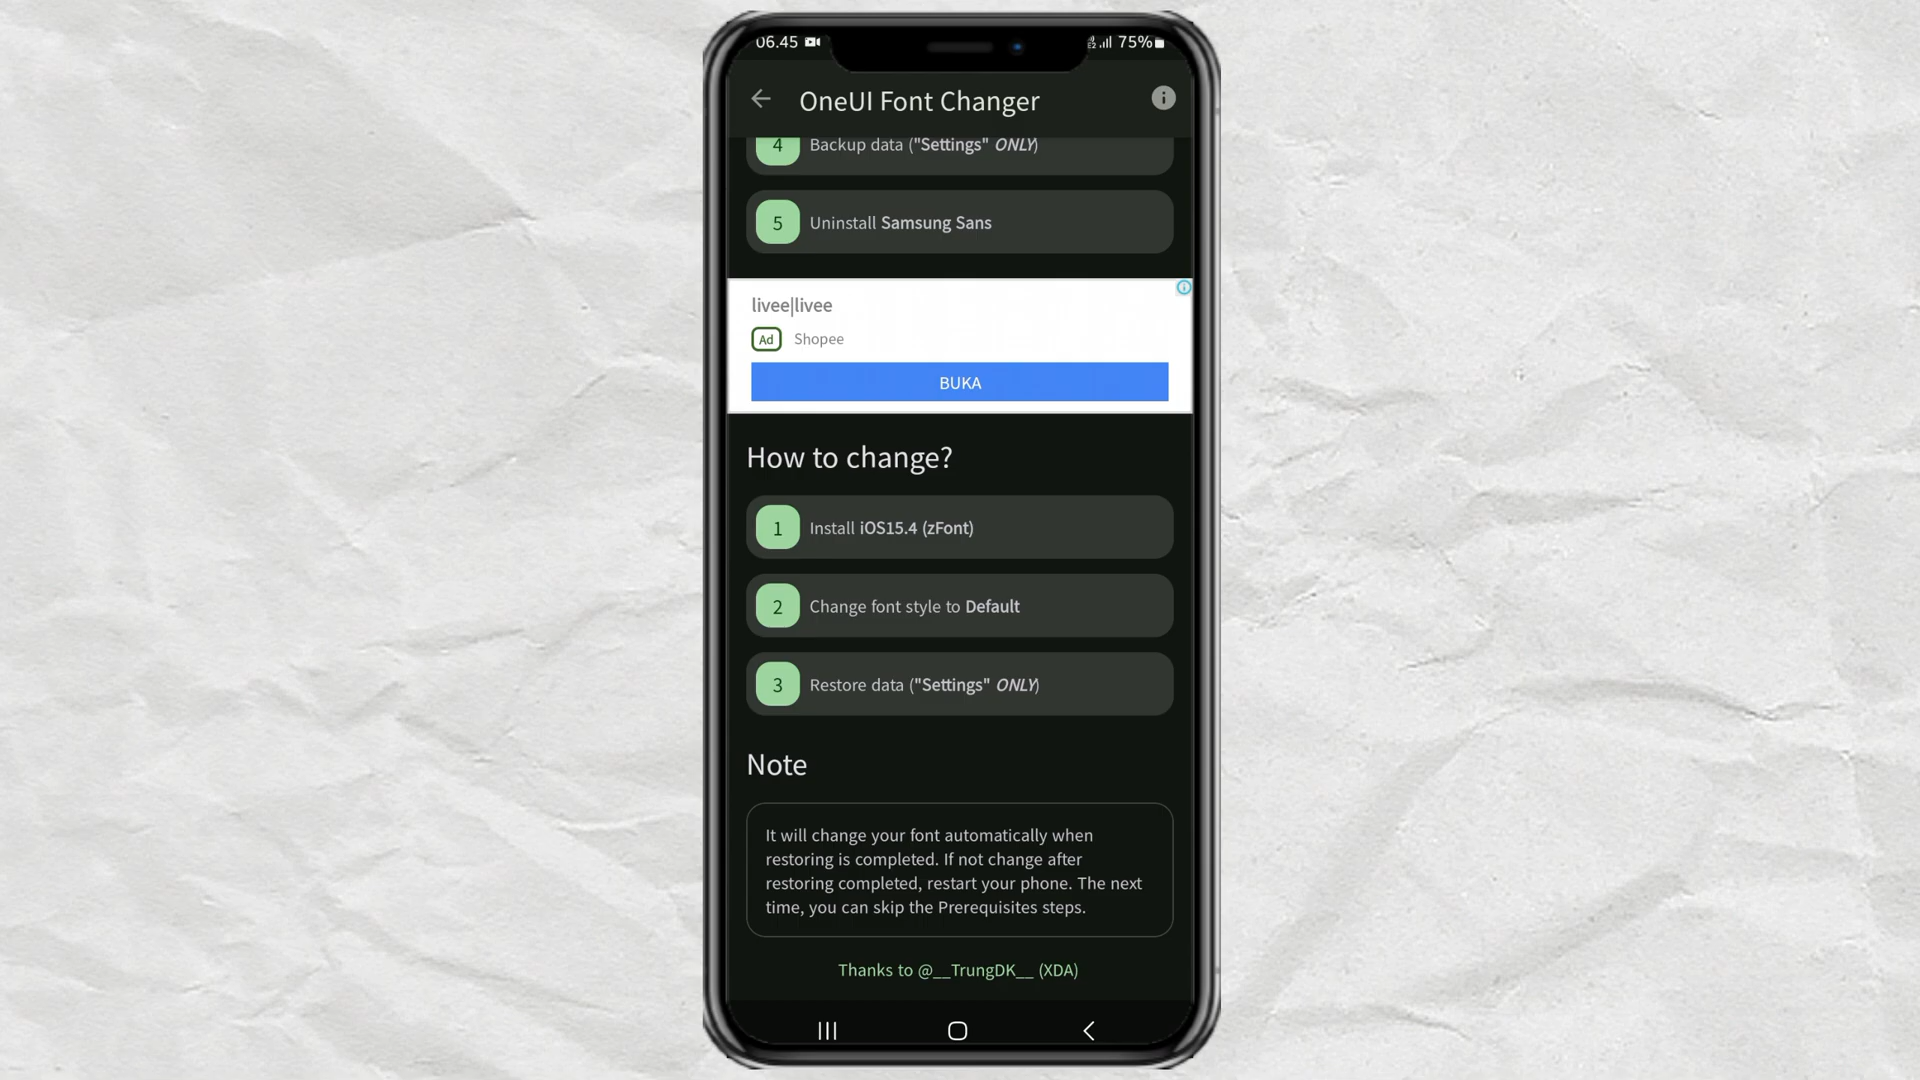 06.45
75%
OneUI Font Changer
4 Backup data ("Settings" ONLY)
5 Uninstall Samsung Sans
livee|livee
Ad Shopee
BUKA
How to change?
1 Install iOS15.4 (zFont)
2 Change font style to Default
3 Restore data ("Settings" ONLY)
Note
It will change your font automatically when
restoring is completed. If not change after
restoring completed, restart your phone. The next
time, you can skip the Prerequisites steps.
Thanks to @__TrungDK__ (XDA)